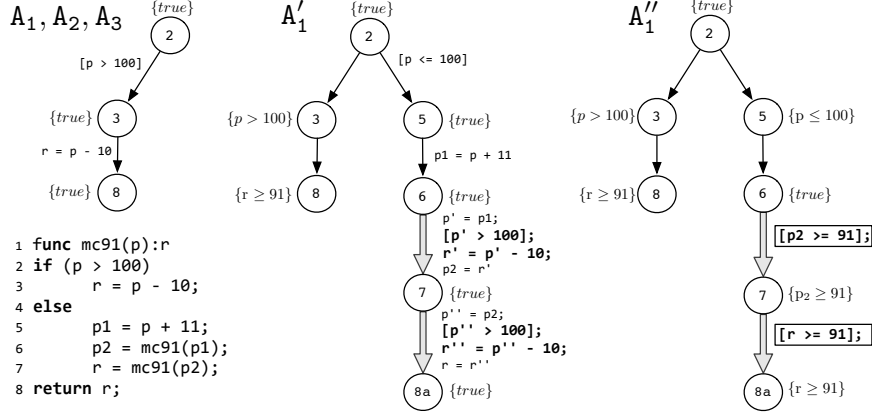 A₁, A₂, A₃
{true}
2
[p > 100]
{true}
3
r = p - 10
{true}
8
1 func mc91(p):r
2 if (p > 100)
3 r = p - 10;
4 else
5 p1 = p + 11;
6 p2 = mc91(p1);
7 r = mc91(p2);
8 return r;
A₁′
{true}
2
[p <= 100]
{p > 100}
3
5
{true}
p1 = p + 11
{r ≥ 91}
8
6
{true}
p' = p1;
[p' > 100];
r' = p' - 10;
p2 = r'
7
{true}
p'' = p2;
[p'' > 100];
r'' = p'' - 10;
r = r''
8a
{true}
A₁″
{true}
2
{p > 100}
3
5
{p ≤ 100}
{r ≥ 91}
8
6
{true}
[p2 >= 91];
7
{p₂ ≥ 91}
[r >= 91];
8a
{r ≥ 91}